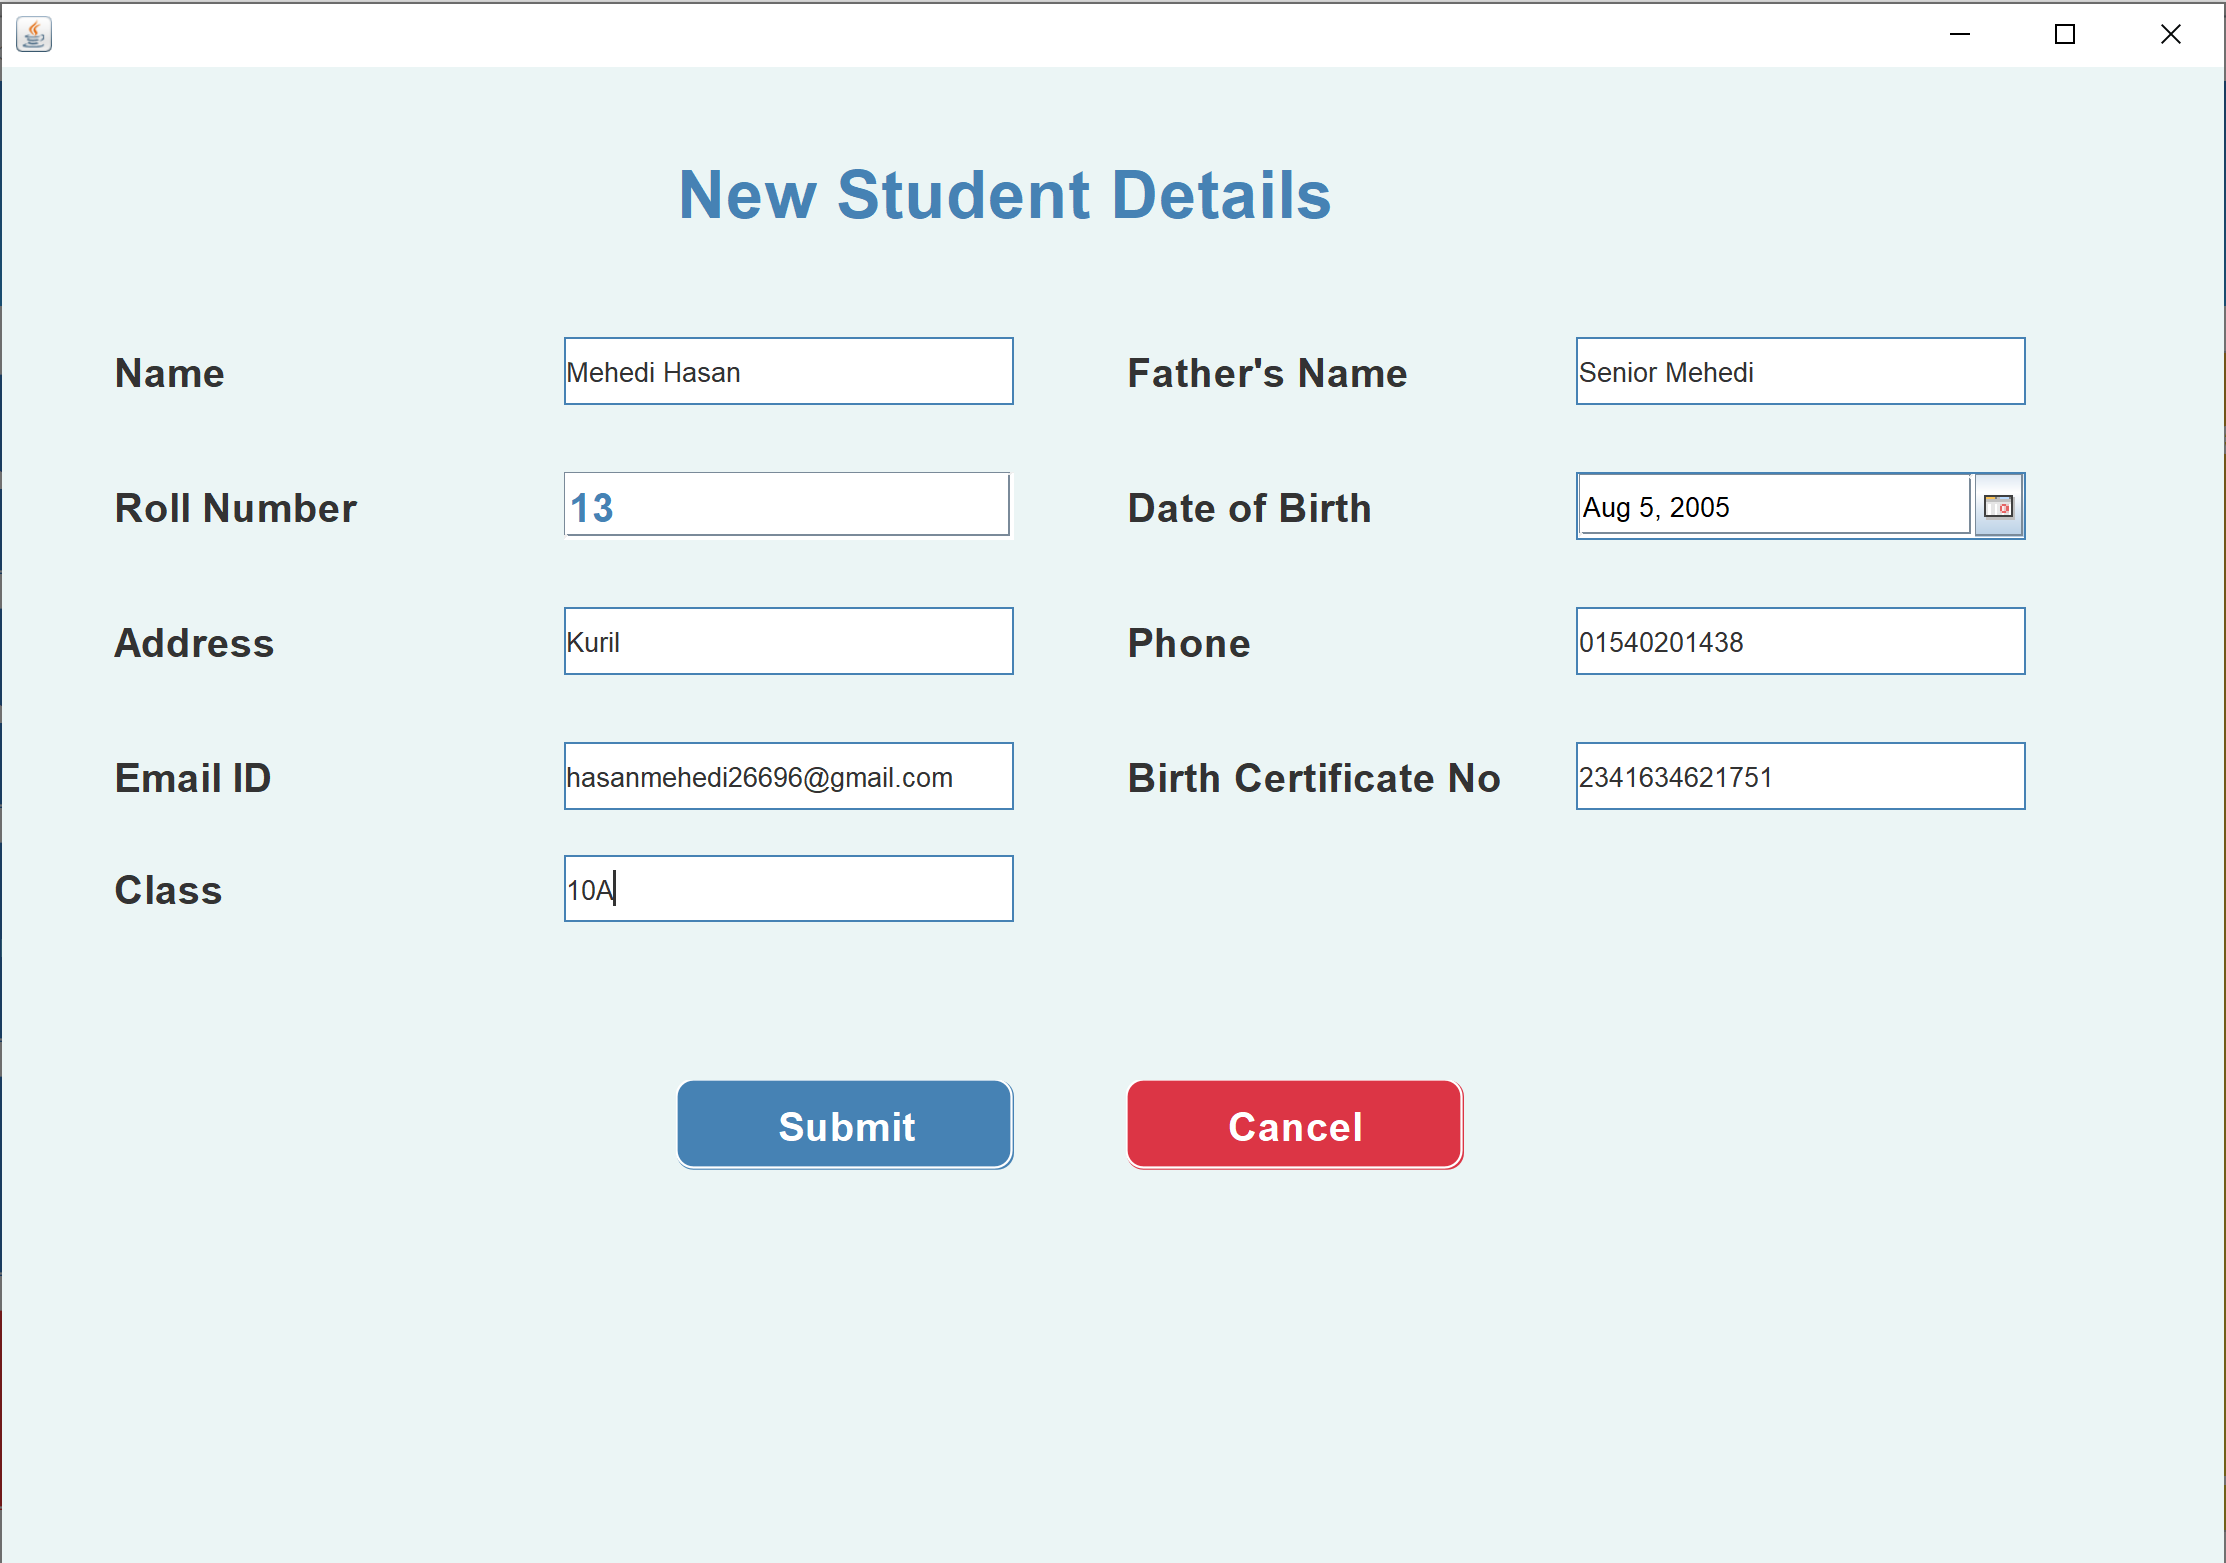 New Student Details
Name Mehedi Hasan Father's Name Senior Mehedi
Roll Number 13 Date of Birth Aug 5, 2005
Address Kuril Phone 01540201438
Email ID hasanmehedi26696@gmail.com Birth Certificate No 2341634621751
Class 10A
Submit Cancel